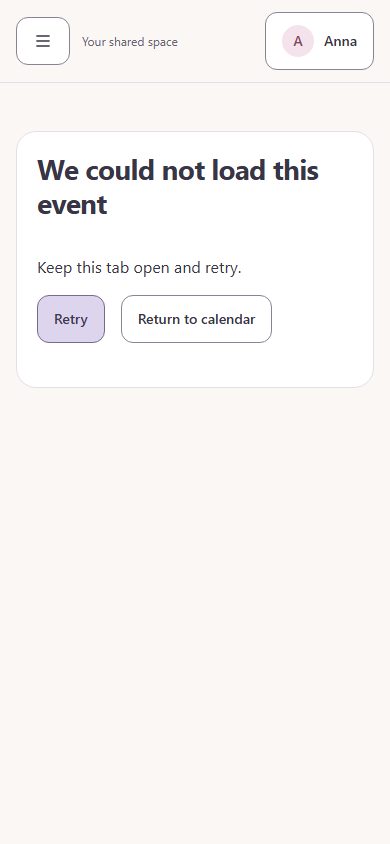 Your shared space
A
Anna
We could not load this
event
Keep this tab open and retry.
Retry
Return to calendar